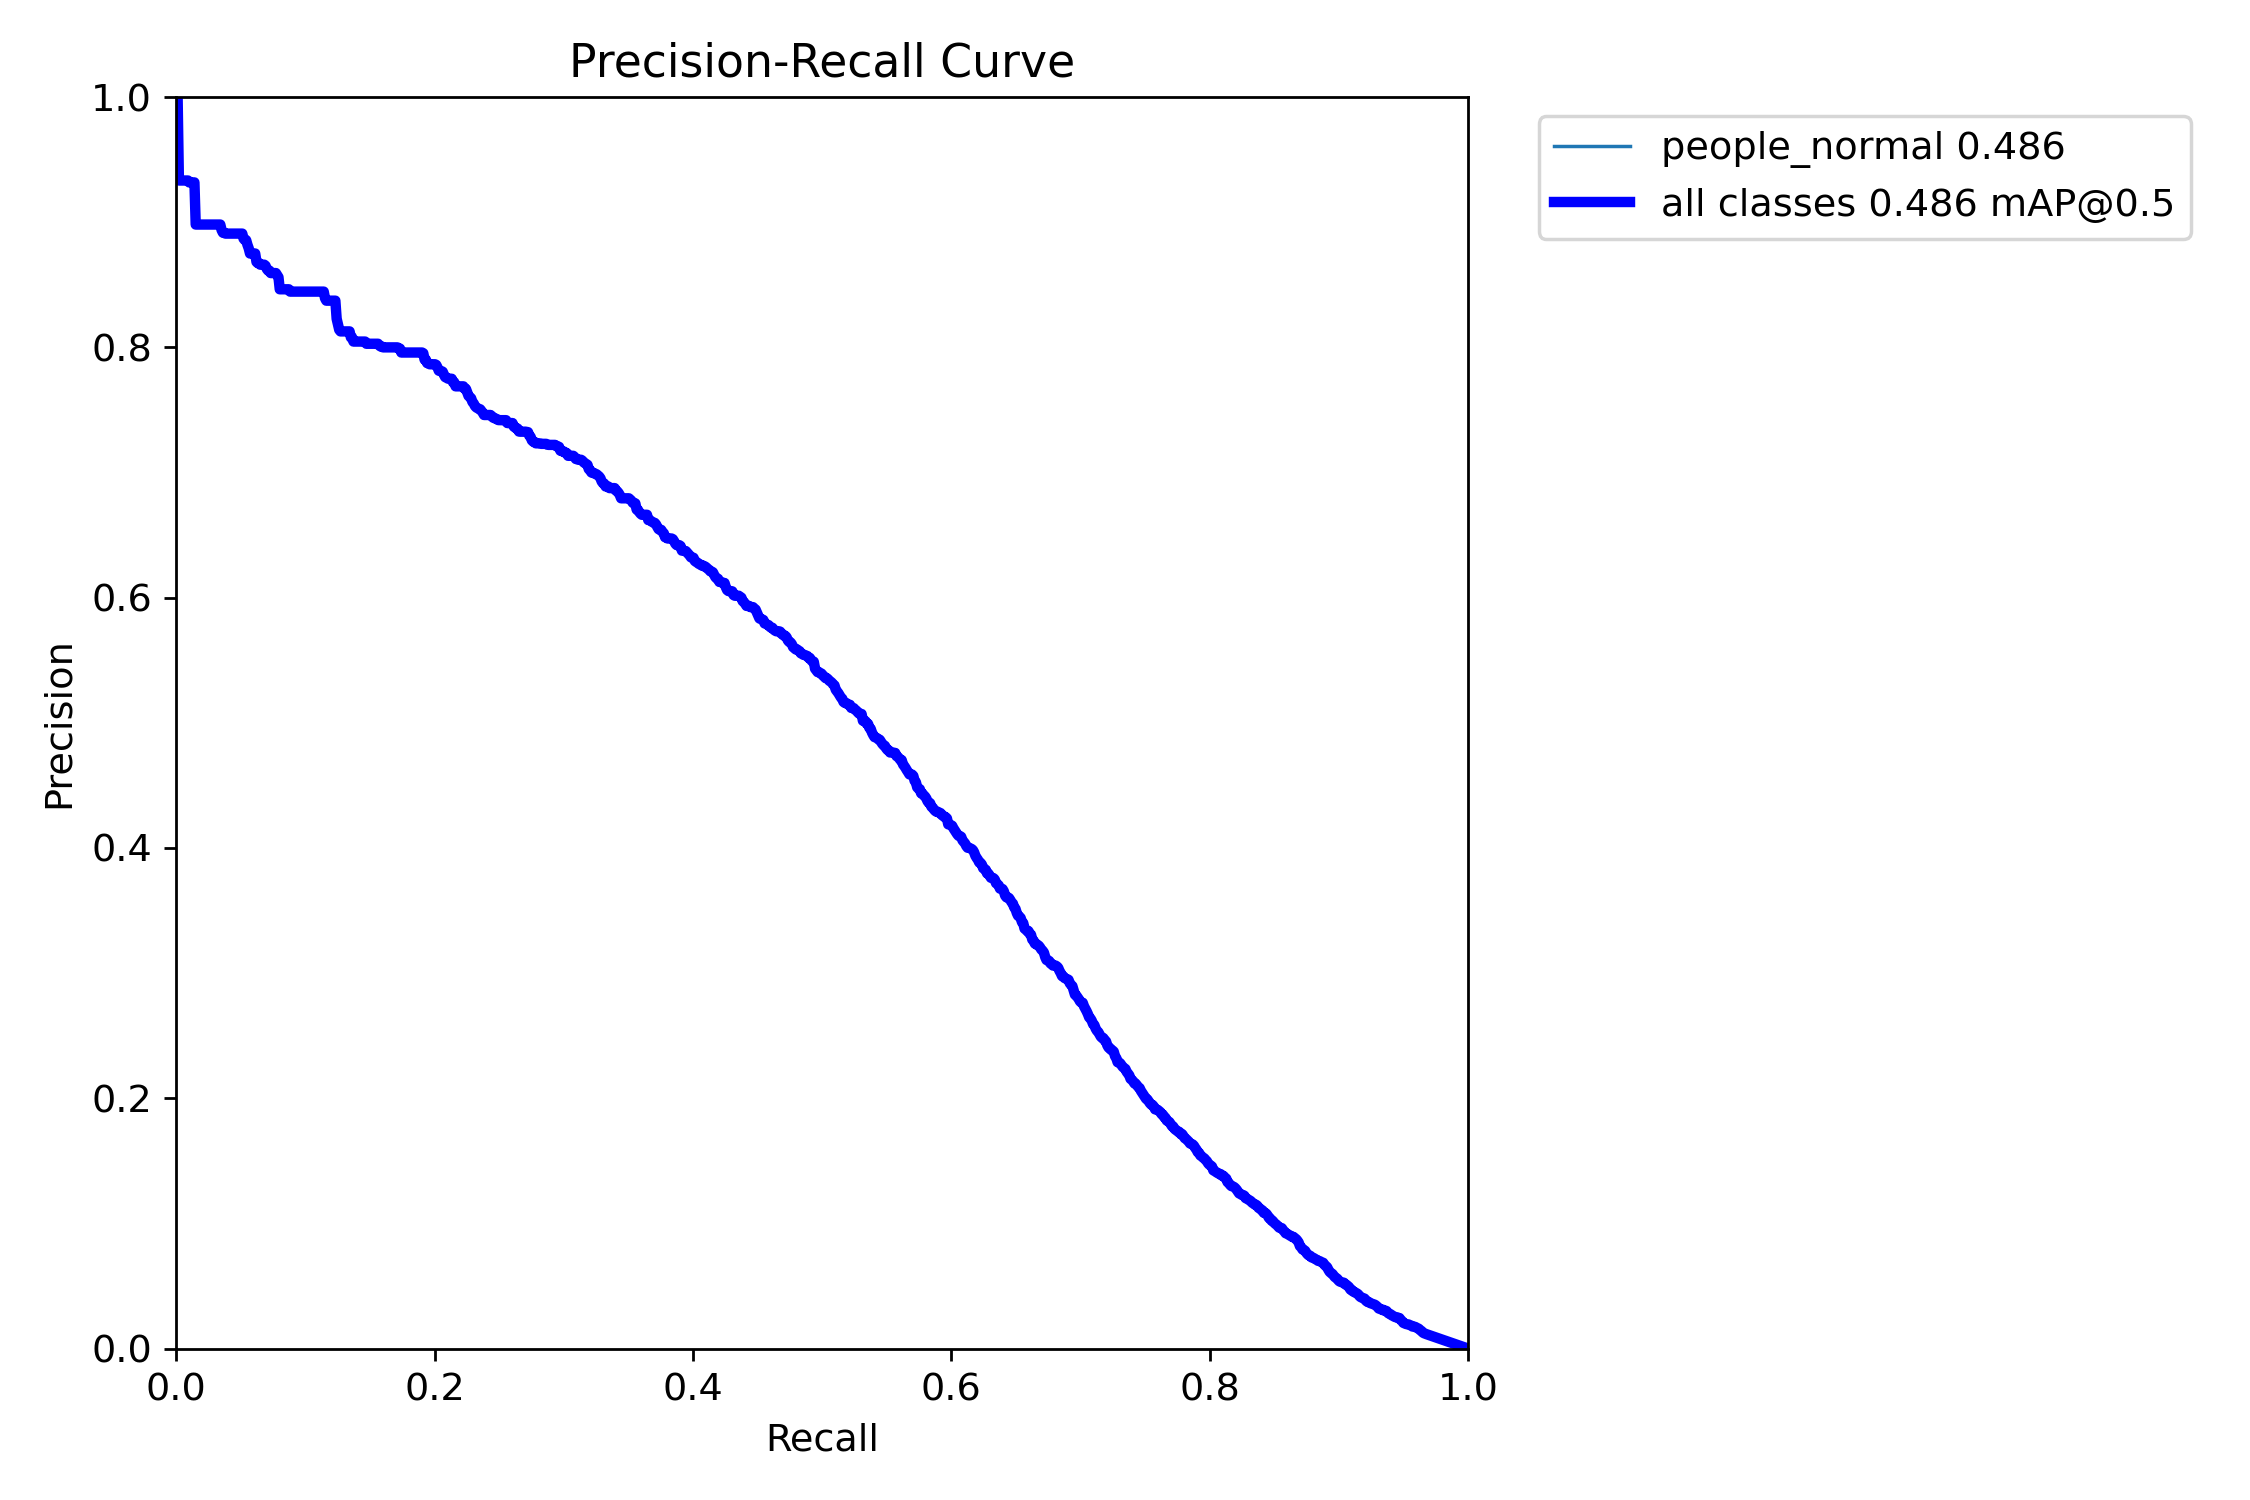 Precision-Recall Curve
1.0
0.8
0.6
0.4
0.2
0.0
Precision
0.0 0.2 0.4 0.6 0.8 1.0
Recall
people_normal 0.486
all classes 0.486 mAP@0.5